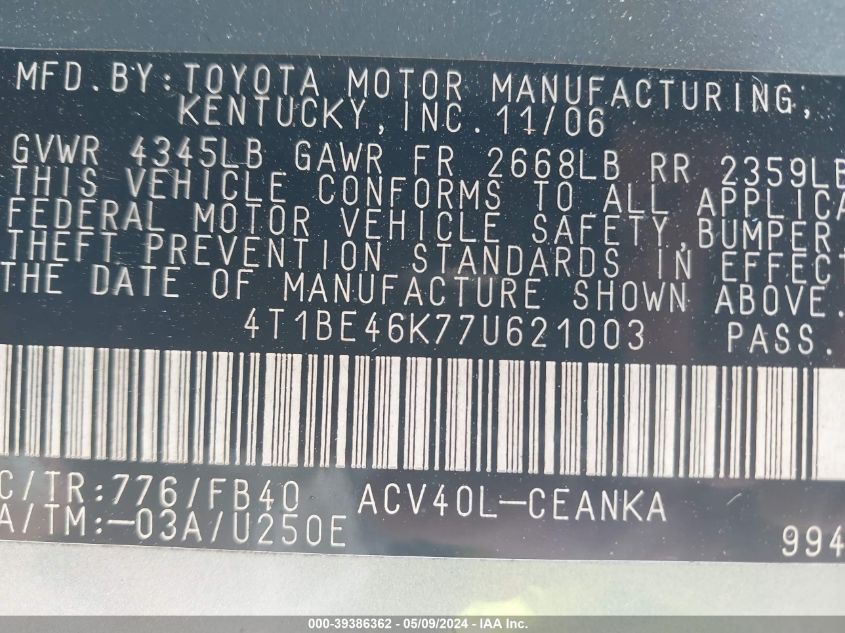 MFD.BY:TOYOTA MOTOR MANUFACTURING,
KENTUCKY,INC.11/06
GVWR 4345LB GAWR FR 2668LB RR 2359LB
THIS VEHICLE CONFORMS TO ALL APPLICA
FEDERAL MOTOR VEHICLE SAFETY,BUMPER
THEFT PREVENTION STANDARDS IN EFFECT
THE DATE OF MANUFACTURE SHOWN ABOVE.
4T1BE46K77U621003 PASS.
C/TR:776/FB40 ACV40L-CEANKA
A/TM:-03A/U250E 994
000-39386362 / 05/09/2024 - IAA Inc.